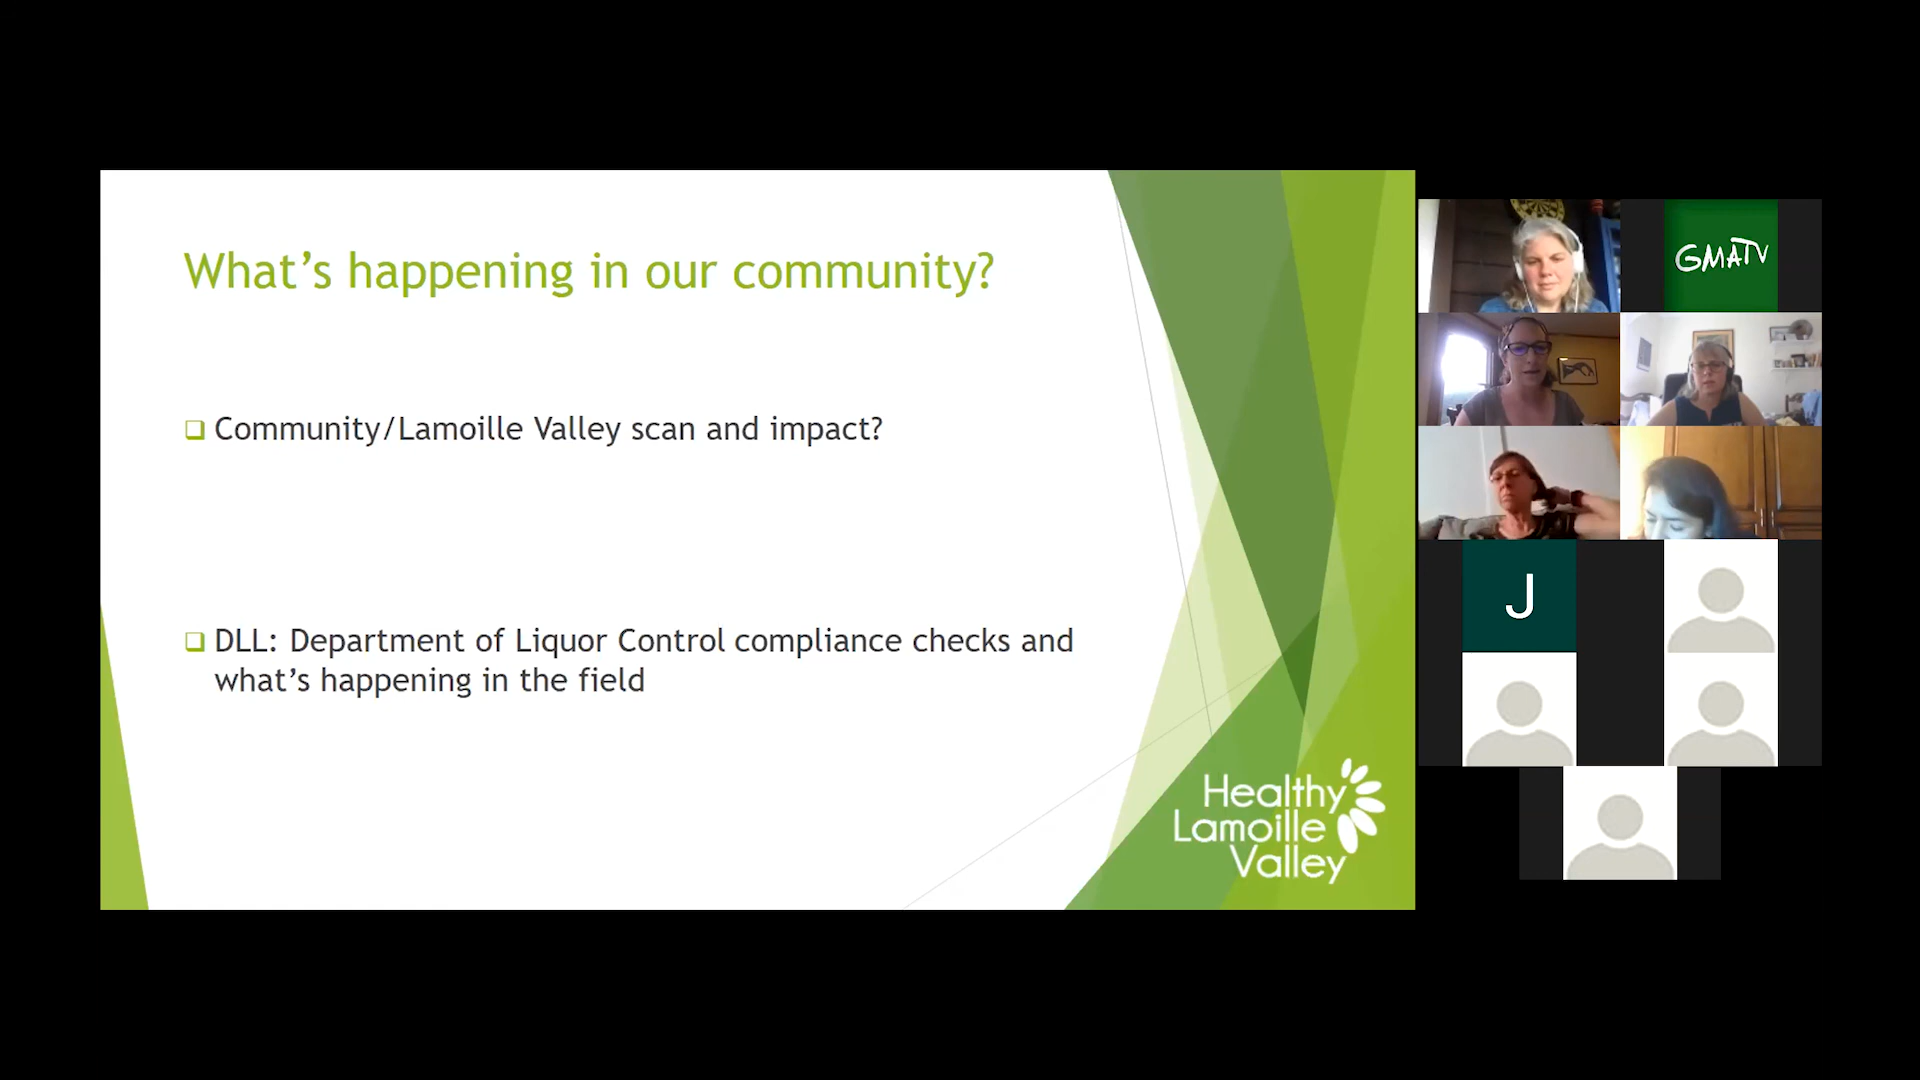 What's happening in our community?
Community/Lamoille Valley scan and impact?
DLL: Department of Liquor Control compliance checks and
what's happening in the field
Healthy
Lamoille
Valley
GMATV
J